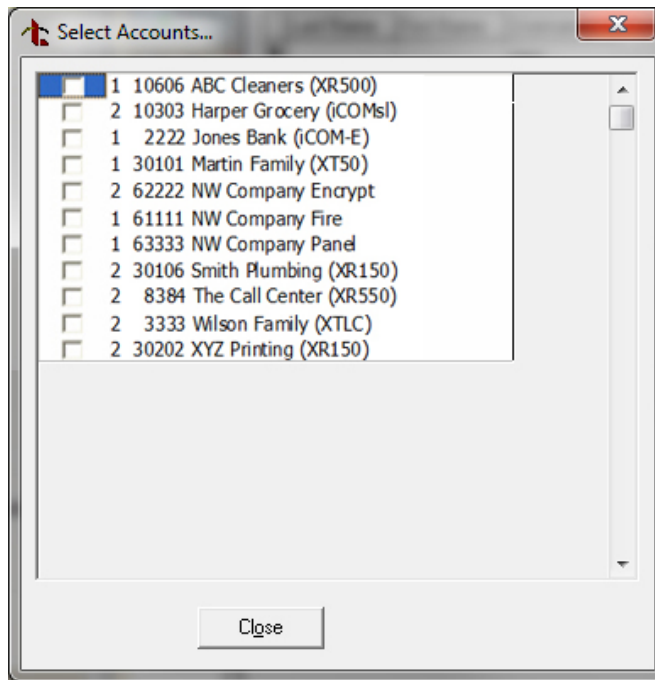 Select Accounts...
1 10606 ABC Cleaners (XR500)
2 10303 Harper Grocery (iCOMsl)
1 2222 Jones Bank (iCOM-E)
1 30101 Martin Family (XT50)
2 62222 NW Company Encrypt
1 61111 NW Company Fire
1 63333 NW Company Panel
2 30106 Smith Plumbing (XR150)
2 8384 The Call Center (XR550)
2 3333 Wilson Family (XTLC)
2 30202 XYZ Printing (XR150)
Close